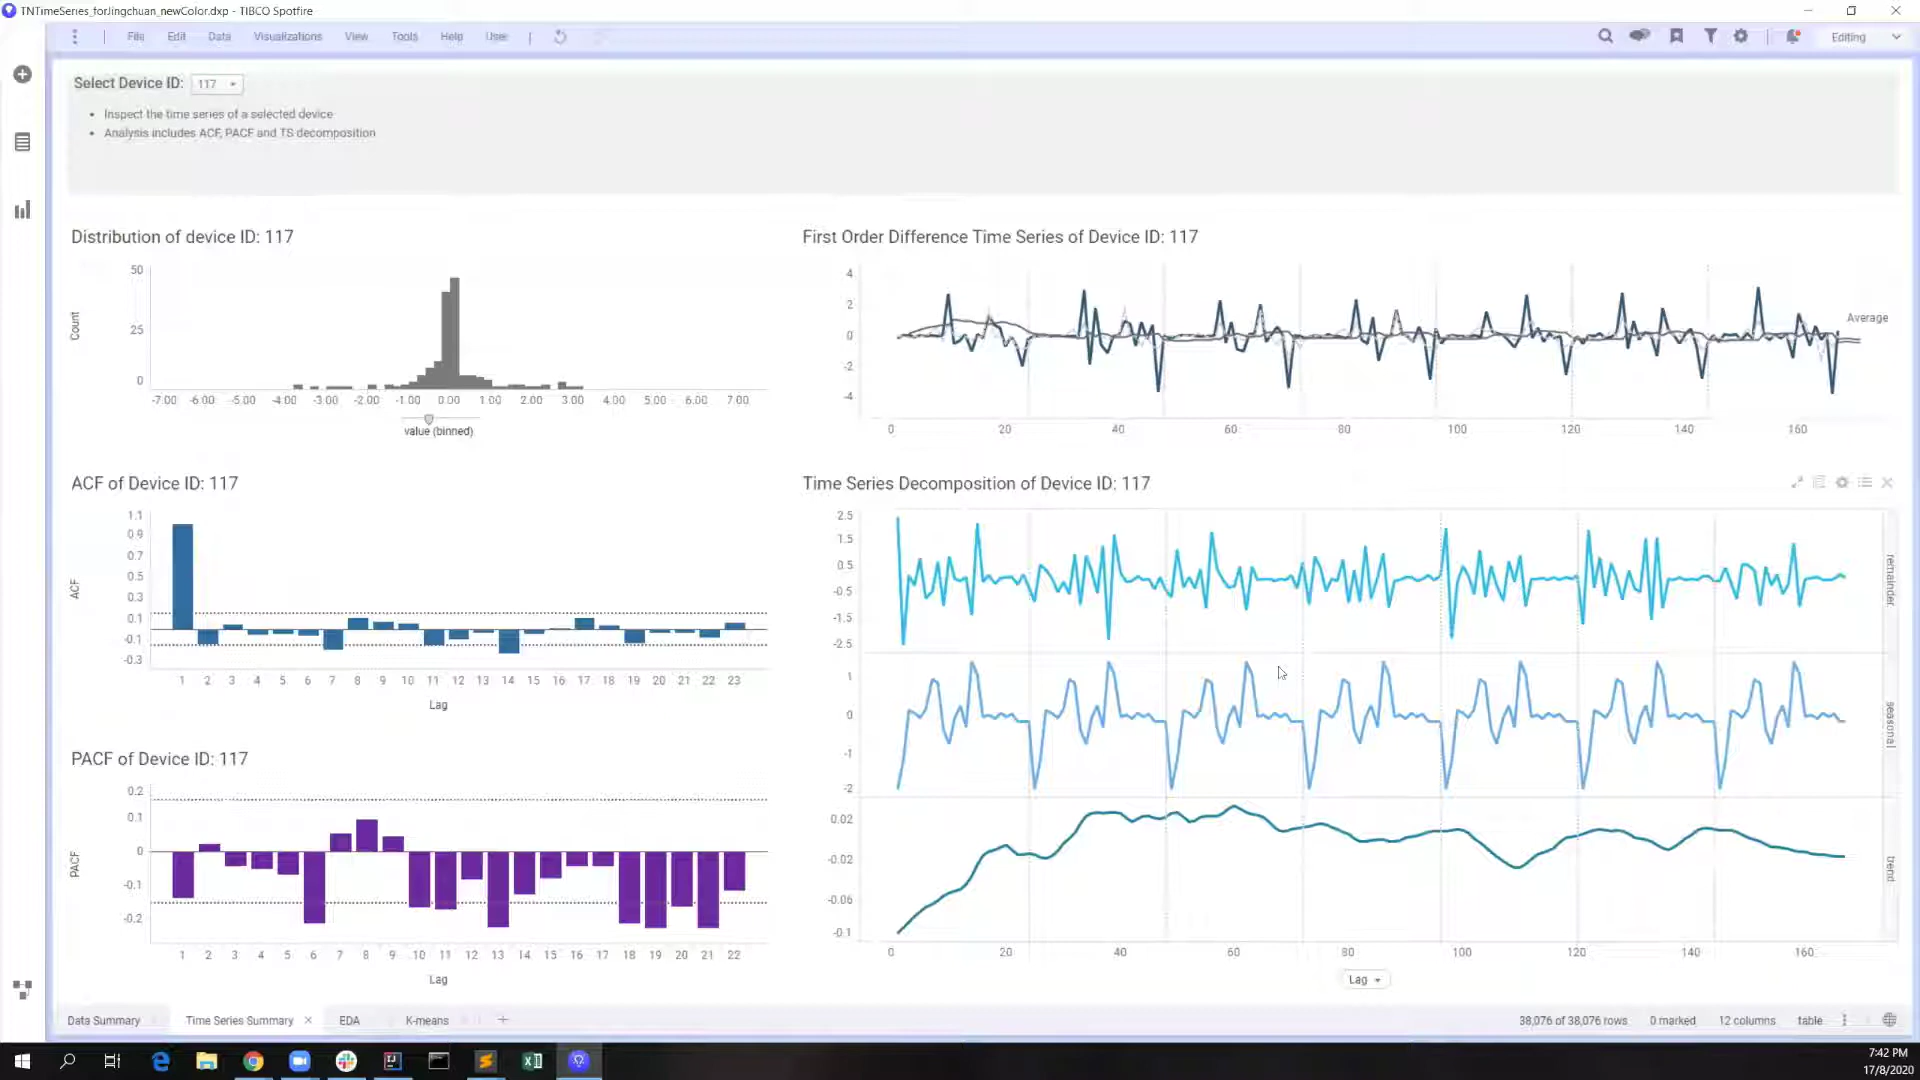 TNTimeSeries_forJingchuan_newColor.dxp - TIBCO Spotfire
File Edit Data Visualizations View Tools Help User Editing
Select Device ID: 117
• Inspect the time series of a selected device
• Analysis includes ACF, PACF and TS decomposition
Distribution of device ID: 117
50
25
0
Count
-7.00 -6.00 -5.00 -4.00 -3.00 -2.00 -1.00 0.00 1.00 2.00 3.00 4.00 5.00 6.00 7.00
value (binned)
First Order Difference Time Series of Device ID: 117
4
2
0
-2
-4
Average
0 20 40 60 80 100 120 140 160
ACF of Device ID: 117
1.1
0.9
0.7
0.5
0.3
0.1
-0.1
-0.3
ACF
1 2 3 4 5 6 7 8 9 10 11 12 13 14 15 16 17 18 19 20 21 22 23
Lag
PACF of Device ID: 117
0.2
0.1
0
-0.1
-0.2
PACF
1 2 3 4 5 6 7 8 9 10 11 12 13 14 15 16 17 18 19 20 21 22
Lag
Time Series Decomposition of Device ID: 117
2.5
1.5
0.5
-0.5
-1.5
-2.5
remainder
1
0
-1
-2
seasonal
0.02
-0.02
-0.06
-0.1
trend
0 20 40 60 80 100 120 140 160
Lag
Data Summary Time Series Summary EDA K-means 38,076 of 38,076 rows 0 marked 12 columns table
7:42 PM
17/8/2020